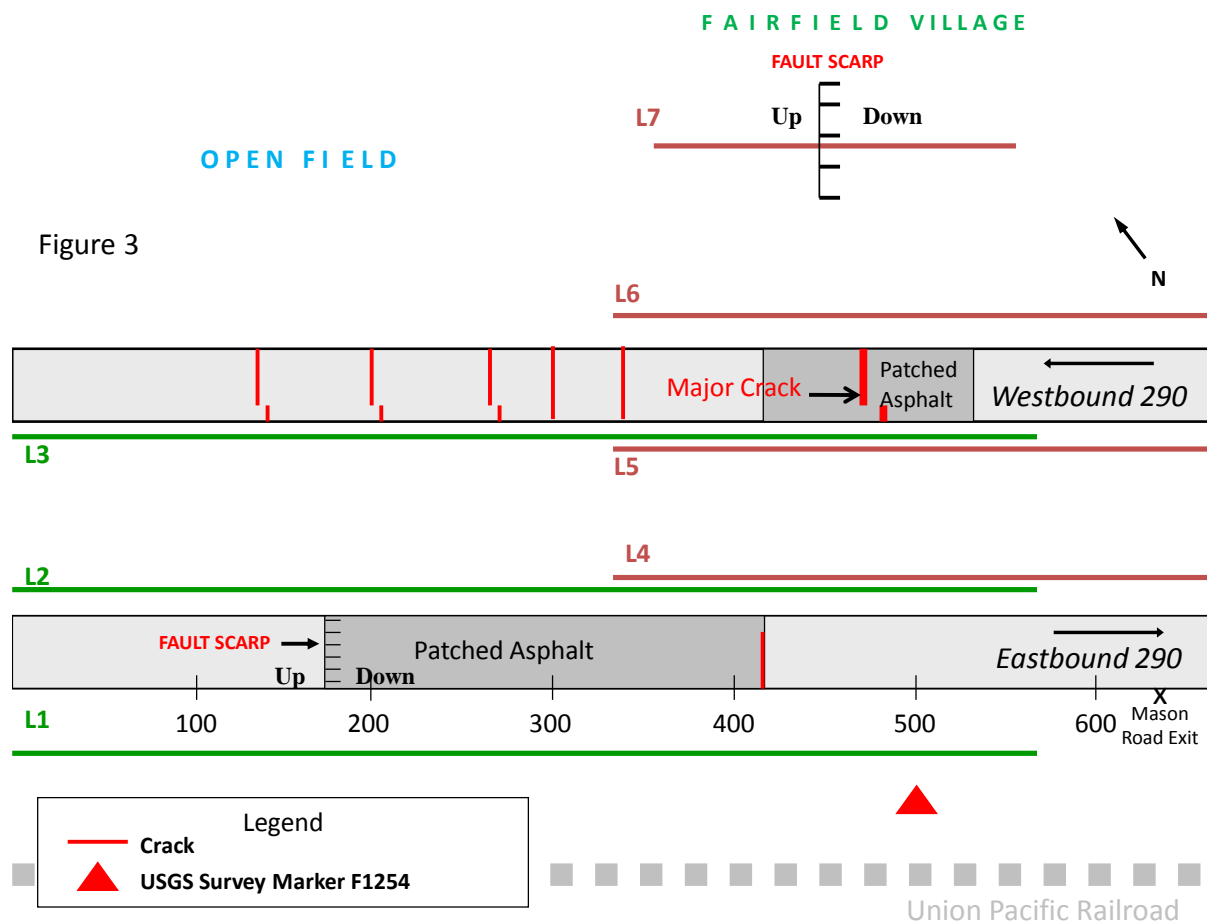 FAIRFIELD VILLAGE
FAULT SCARP
L7
Up
Down
OPEN FIELD
Figure 3
N
L6
Major Crack
Patched
Asphalt
Westbound 290
L3
L5
L4
L2
FAULT SCARP
Patched Asphalt
Up
Down
Eastbound 290
L1
100
200
300
400
500
600
X
Mason
Road Exit
Legend
Crack
USGS Survey Marker F1254
Union Pacific Railroad